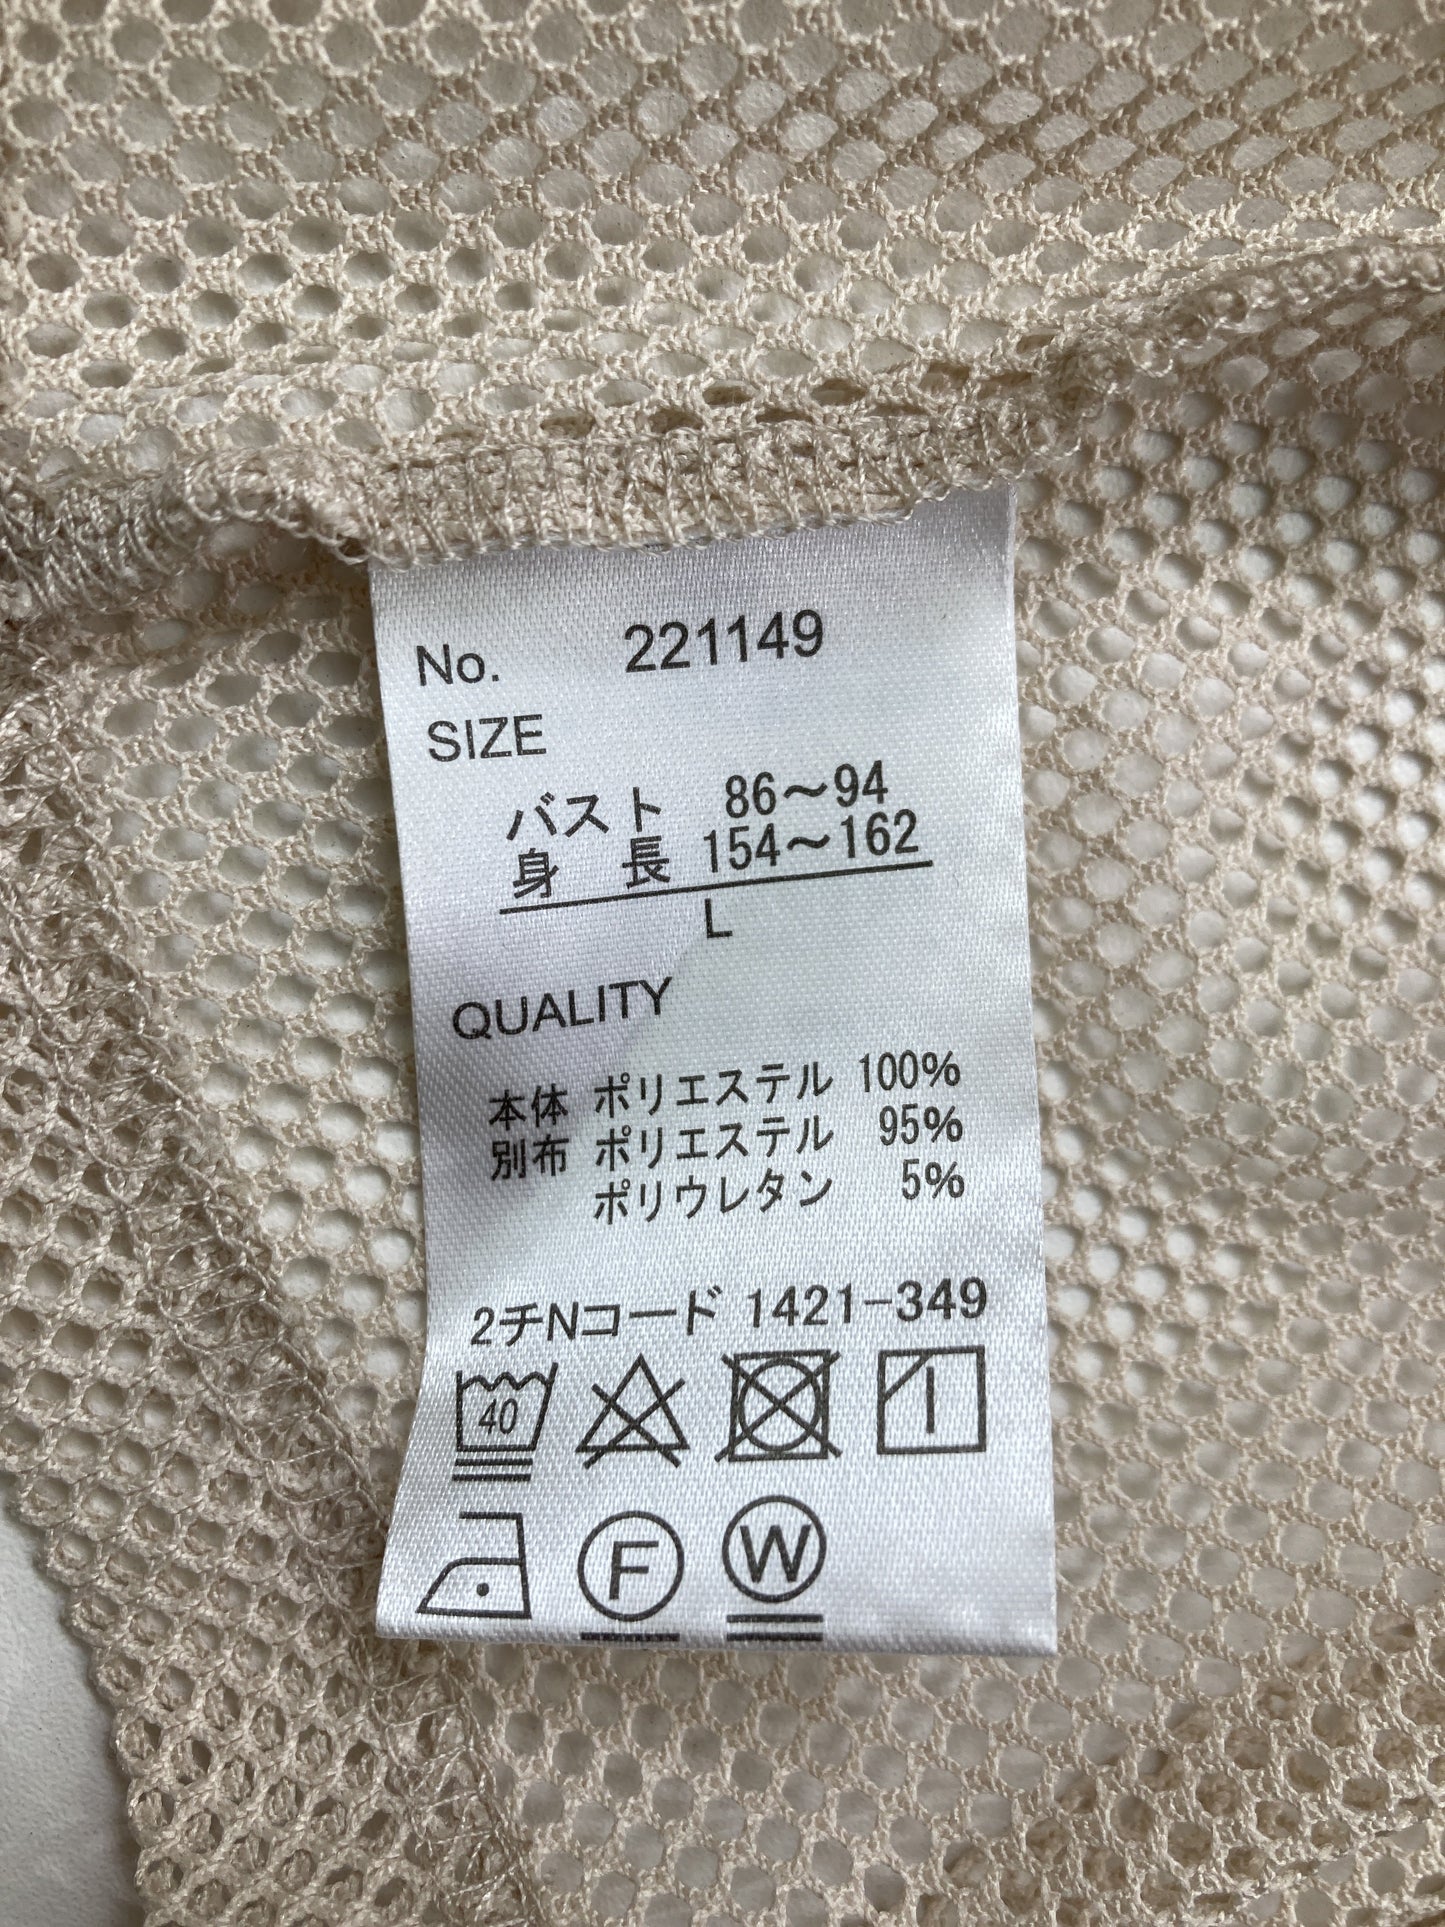 No. 221149
SIZE
バスト 86～94
身長 154～162
L
QUALITY
本体 ポリエステル 100%
別布 ポリエステル 95%
ポリウレタン 5%
2チNコード 1421-349
40
F
W